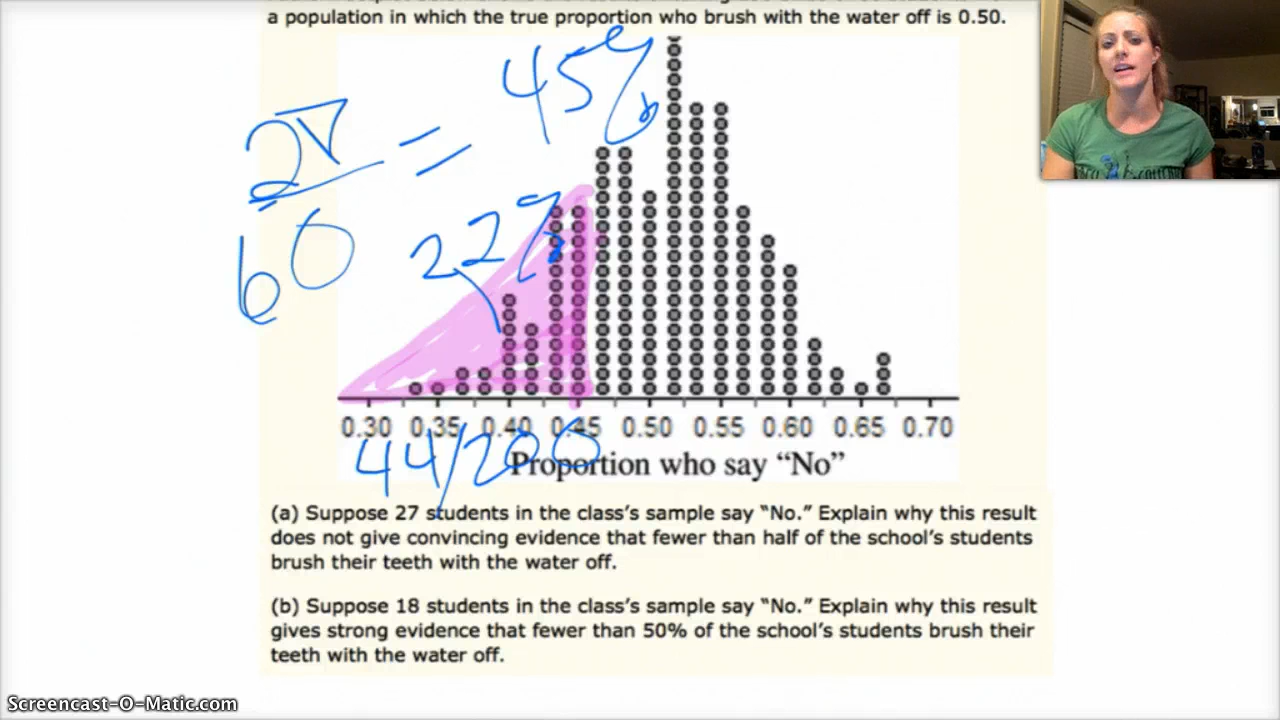 a population in which the true proportion who brush with the water off is 0.50.
27/60 = 45%
22%
0.30 0.35 0.40 0.45 0.50 0.55 0.60 0.65 0.70
44/200
Proportion who say “No”
(a) Suppose 27 students in the class’s sample say “No.” Explain why this result
does not give convincing evidence that fewer than half of the school’s students
brush their teeth with the water off.
(b) Suppose 18 students in the class’s sample say “No.” Explain why this result
gives strong evidence that fewer than 50% of the school’s students brush their
teeth with the water off.
Screencast-O-Matic.com